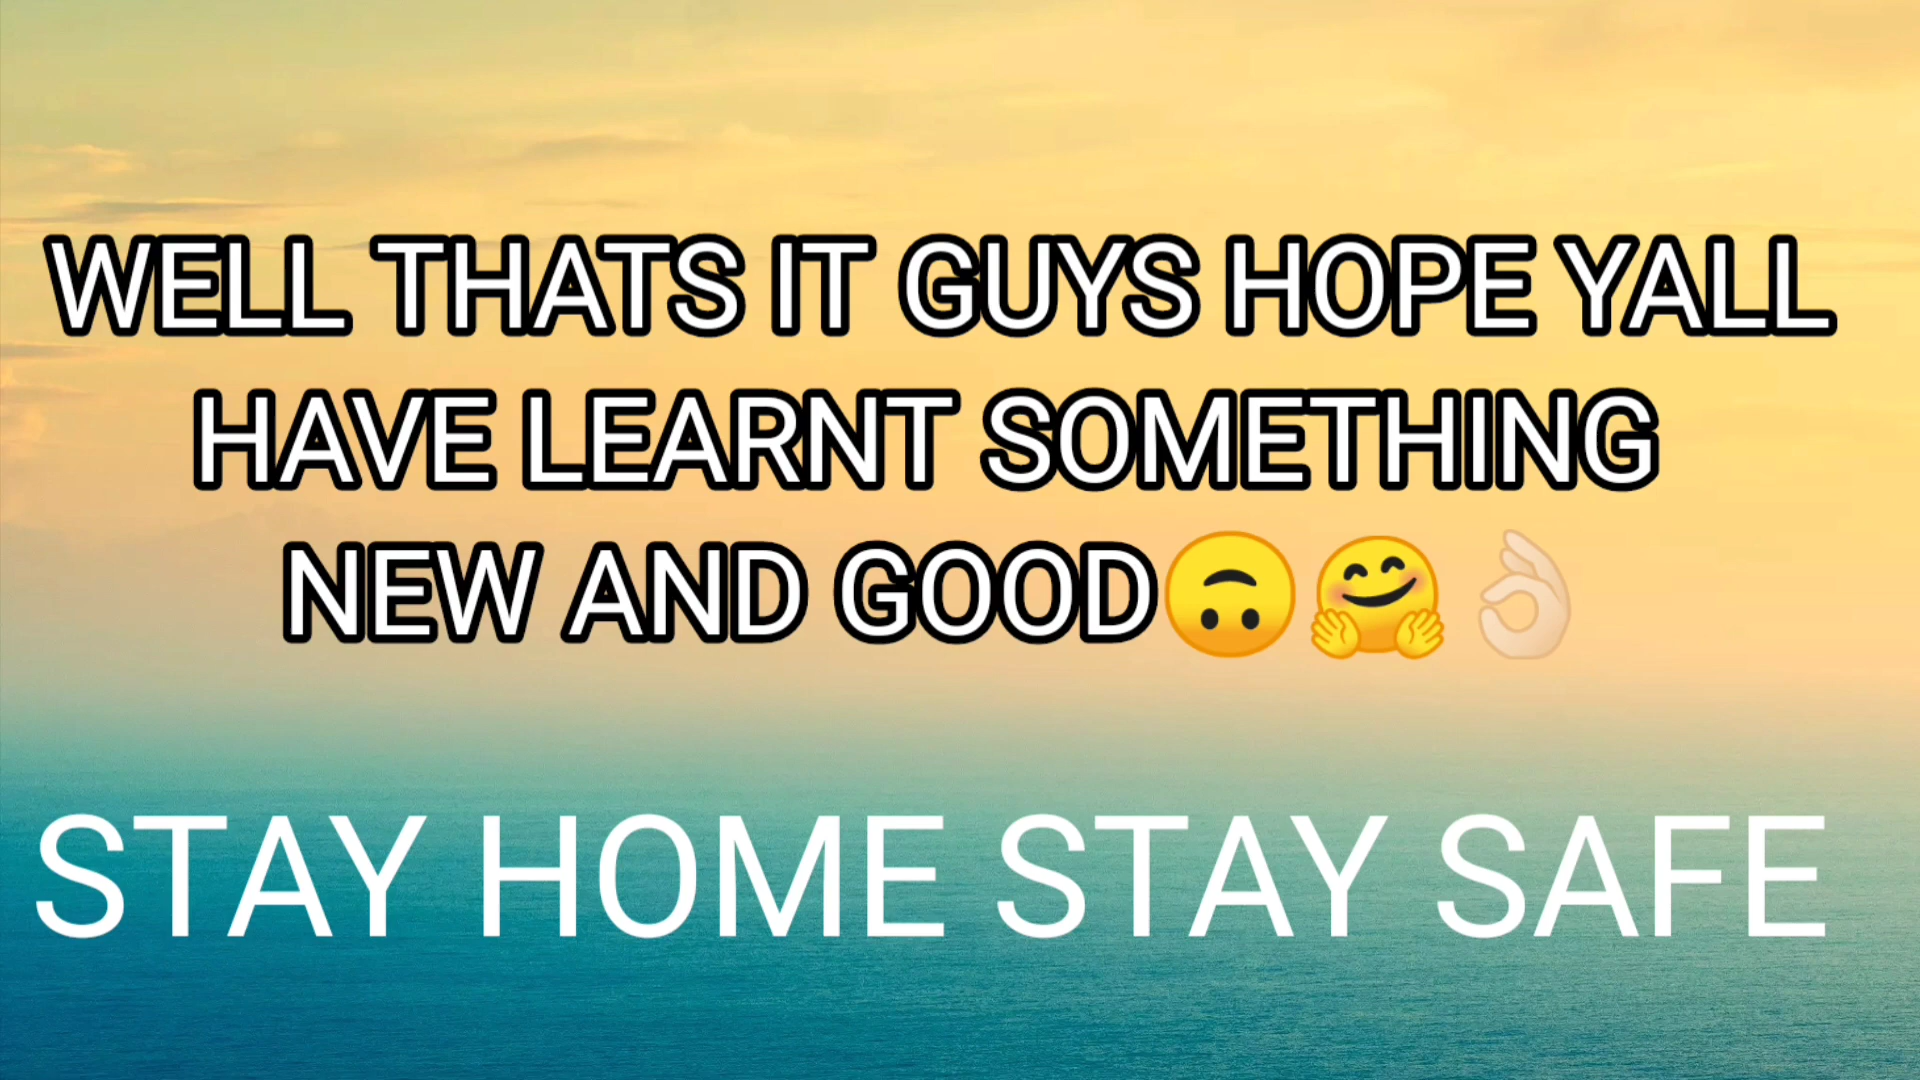 WELL THATS IT GUYS HOPE YALL
HAVE LEARNT SOMETHING
NEW AND GOOD🙃🤗👌🏻
STAY HOME STAY SAFE